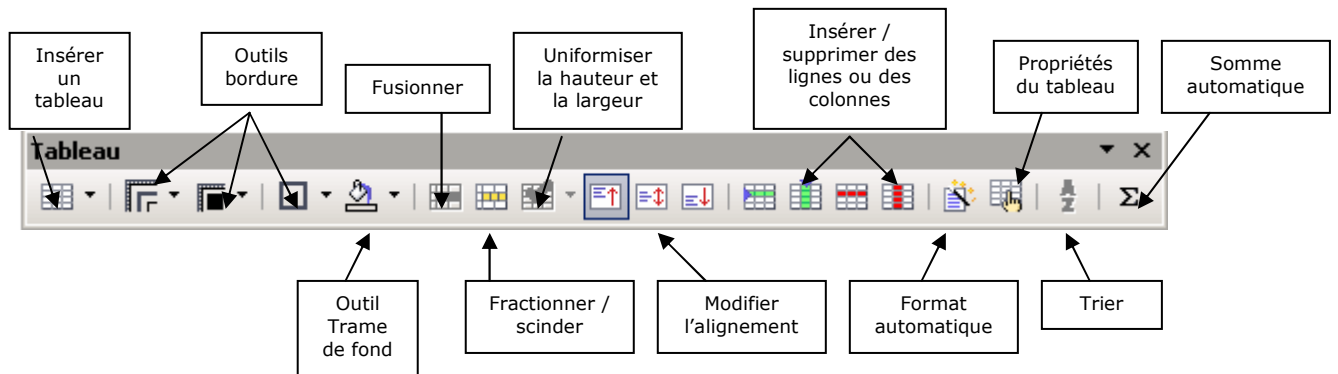 Insérer
un
tableau
Outils
bordure
Fusionner
Uniformiser
la hauteur et
la largeur
Insérer /
supprimer des
lignes ou des
colonnes
Propriétés
du tableau
Somme
automatique
Tableau
A
Z
Σ
Outil
Trame
de fond
Fractionner /
scinder
Modifier
l’alignement
Format
automatique
Trier